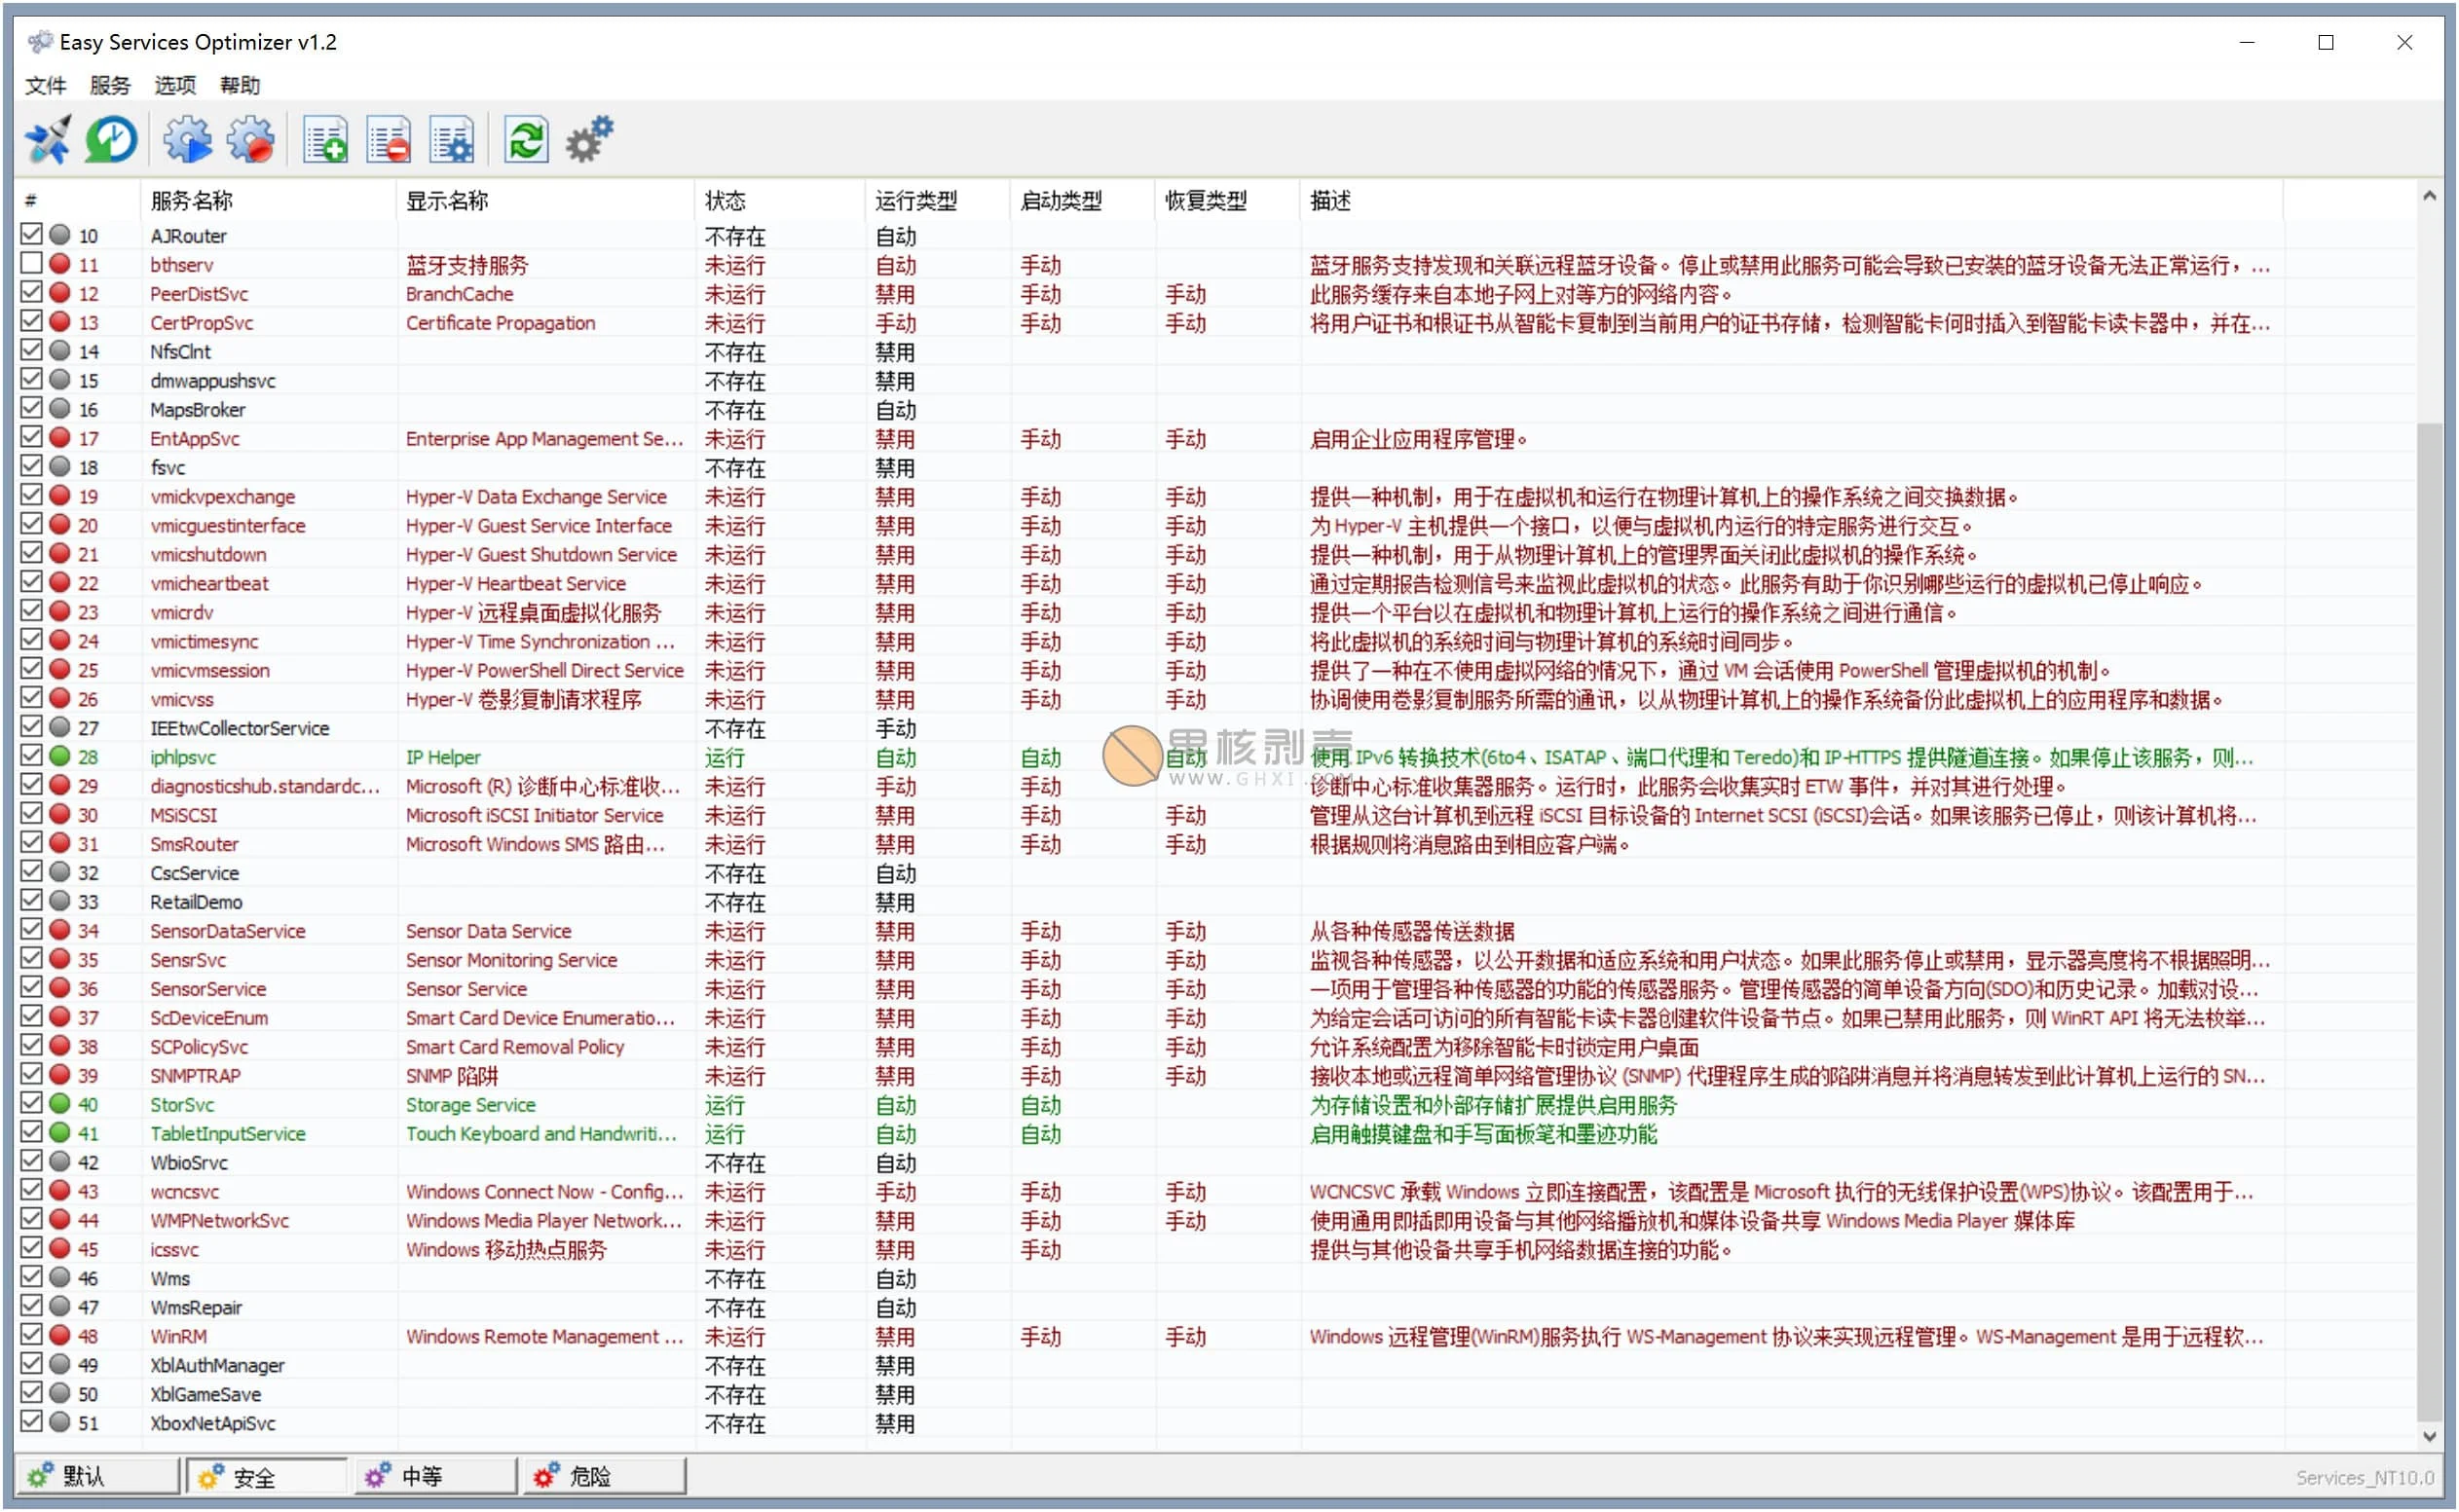 Easy Services Optimizer v1.2
文件 服务 选项 帮助
# 服务名称 显示名称 状态 运行类型 启动类型 恢复类型 描述
10 AJRouter 不存在 自动
11 bthserv 蓝牙支持服务 未运行 自动 手动 蓝牙服务支持发现和关联远程蓝牙设备。停止或禁用此服务可能会导致已安装的蓝牙设备无法正常运行，...
12 PeerDistSvc BranchCache 未运行 禁用 手动 手动 此服务缓存来自本地子网上对等方的网络内容。
13 CertPropSvc Certificate Propagation 未运行 手动 手动 手动 将用户证书和根证书从智能卡复制到当前用户的证书存储，检测智能卡何时插入到智能卡读卡器中，并在...
14 NfsClnt 不存在 禁用
15 dmwappushsvc 不存在 禁用
16 MapsBroker 不存在 自动
17 EntAppSvc Enterprise App Management Se... 未运行 禁用 手动 手动 启用企业应用程序管理。
18 fsvc 不存在 禁用
19 vmickvpexchange Hyper-V Data Exchange Service 未运行 禁用 手动 手动 提供一种机制，用于在虚拟机和运行在物理计算机上的操作系统之间交换数据。
20 vmicguestinterface Hyper-V Guest Service Interface 未运行 禁用 手动 手动 为 Hyper-V 主机提供一个接口，以便与虚拟机内运行的特定服务进行交互。
21 vmicshutdown Hyper-V Guest Shutdown Service 未运行 禁用 手动 手动 提供一种机制，用于从物理计算机上的管理界面关闭此虚拟机的操作系统。
22 vmicheartbeat Hyper-V Heartbeat Service 未运行 禁用 手动 手动 通过定期报告检测信号来监视此虚拟机的状态。此服务有助于你识别哪些运行的虚拟机已停止响应。
23 vmicrdv Hyper-V 远程桌面虚拟化服务 未运行 禁用 手动 手动 提供一个平台以在虚拟机和物理计算机上运行的操作系统之间进行通信。
24 vmictimesync Hyper-V Time Synchronization ... 未运行 禁用 手动 手动 将此虚拟机的系统时间与物理计算机的系统时间同步。
25 vmicvmsession Hyper-V PowerShell Direct Service 未运行 禁用 手动 手动 提供了一种在不使用虚拟网络的情况下，通过 VM 会话使用 PowerShell 管理虚拟机的机制。
26 vmicvss Hyper-V 卷影复制请求程序 未运行 禁用 手动 手动 协调使用卷影复制服务所需的通讯，以从物理计算机上的操作系统备份此虚拟机上的应用程序和数据。
27 IEEtwCollectorService 不存在 手动
果核剥壳
28 iphlpsvc IP Helper 运行 自动 自动 自动 使用 IPv6 转换技术(6to4、ISATAP、端口代理和 Teredo)和 IP-HTTPS 提供隧道连接。如果停止该服务，则...
WWW.GHXI.COM
29 diagnosticshub.standardc... Microsoft (R) 诊断中心标准收... 未运行 手动 手动 诊断中心标准收集器服务。运行时，此服务会收集实时 ETW 事件，并对其进行处理。
30 MSiSCSI Microsoft iSCSI Initiator Service 未运行 禁用 手动 手动 管理从这台计算机到远程 iSCSI 目标设备的 Internet SCSI (iSCSI)会话。如果该服务已停止，则该计算机将...
31 SmsRouter Microsoft Windows SMS 路由... 未运行 禁用 手动 手动 根据规则将消息路由到相应客户端。
32 CscService 不存在 自动
33 RetailDemo 不存在 禁用
34 SensorDataService Sensor Data Service 未运行 禁用 手动 手动 从各种传感器传送数据
35 SensrSvc Sensor Monitoring Service 未运行 禁用 手动 手动 监视各种传感器，以公开数据和适应系统和用户状态。如果此服务停止或禁用，显示器亮度将不根据照明...
36 SensorService Sensor Service 未运行 禁用 手动 手动 一项用于管理各种传感器的功能的传感器服务。管理传感器的简单设备方向(SDO)和历史记录。加载对设...
37 ScDeviceEnum Smart Card Device Enumeratio... 未运行 禁用 手动 手动 为给定会话可访问的所有智能卡读卡器创建软件设备节点。如果已禁用此服务，则 WinRT API 将无法枚举...
38 SCPolicySvc Smart Card Removal Policy 未运行 禁用 手动 手动 允许系统配置为移除智能卡时锁定用户桌面
39 SNMPTRAP SNMP 陷阱 未运行 禁用 手动 手动 接收本地或远程简单网络管理协议 (SNMP) 代理程序生成的陷阱消息并将消息转发到此计算机上运行的 SN...
40 StorSvc Storage Service 运行 自动 自动 为存储设置和外部存储扩展提供启用服务
41 TabletInputService Touch Keyboard and Handwriti... 运行 自动 自动 启用触摸键盘和手写面板笔和墨迹功能
42 WbioSrvc 不存在 自动
43 wcncsvc Windows Connect Now - Config... 未运行 手动 手动 手动 WCNCSVC 承载 Windows 立即连接配置，该配置是 Microsoft 执行的无线保护设置(WPS)协议。该配置用于...
44 WMPNetworkSvc Windows Media Player Network... 未运行 禁用 手动 手动 使用通用即插即用设备与其他网络播放机和媒体设备共享 Windows Media Player 媒体库
45 icssvc Windows 移动热点服务 未运行 禁用 手动 提供与其他设备共享手机网络数据连接的功能。
46 Wms 不存在 自动
47 WmsRepair 不存在 自动
48 WinRM Windows Remote Management ... 未运行 禁用 手动 手动 Windows 远程管理(WinRM)服务执行 WS-Management 协议来实现远程管理。WS-Management 是用于远程软...
49 XblAuthManager 不存在 禁用
50 XblGameSave 不存在 禁用
51 XboxNetApiSvc 不存在 禁用
默认 安全 中等 危险 Services_NT10.0